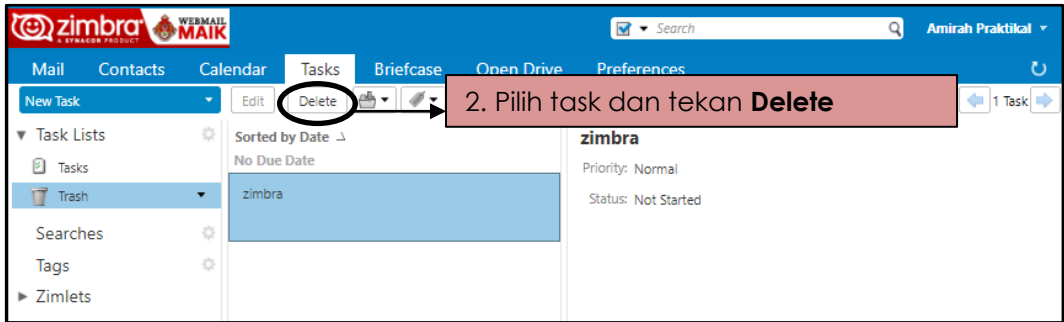 zimbra WEBMAIL MAIK
A SYNACOR PRODUCT
Search Amirah Praktikal
Mail Contacts Calendar Tasks Briefcase Open Drive Preferences
New Task Edit Delete 2. Pilih task dan tekan Delete 1 Task
Task Lists Sorted by Date zimbra
Tasks No Due Date Priority: Normal
Trash zimbra Status: Not Started
Searches
Tags
Zimlets